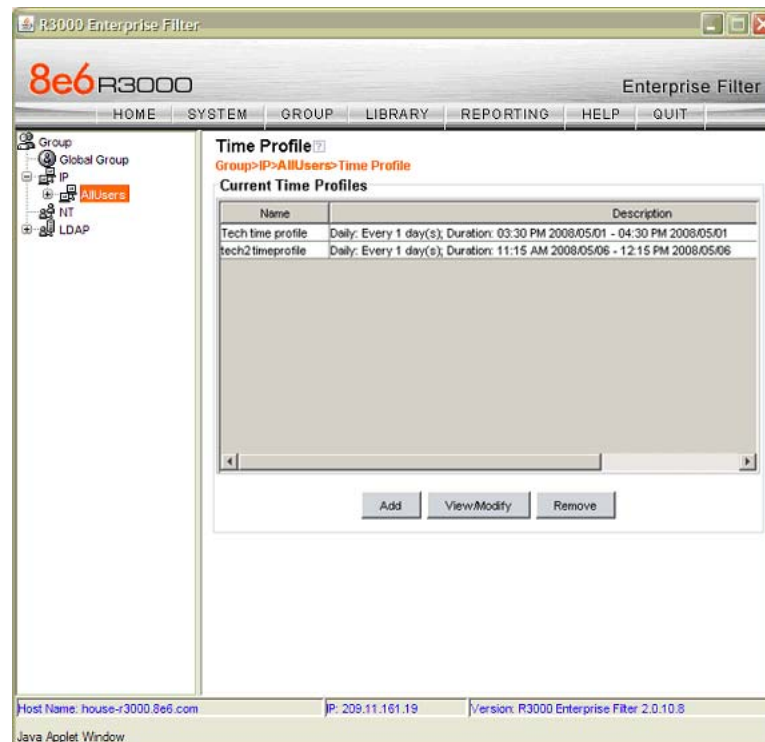 R3000 Enterprise Filter
8e6 R3000
Enterprise Filter
HOME SYSTEM GROUP LIBRARY REPORTING HELP QUIT
Group
Global Group
IP
AllUsers
NT
LDAP
Time Profile
Group>IP>AllUsers>Time Profile
Current Time Profiles
Name Description
Tech time profile Daily: Every 1 day(s); Duration: 03:30 PM 2008/05/01 - 04:30 PM 2008/05/01
tech2timeprofile Daily: Every 1 day(s); Duration: 11:15 AM 2008/05/06 - 12:15 PM 2008/05/06
Add View/Modify Remove
Host Name: house-r3000.8e6.com IP: 209.11.161.19 Version: R3000 Enterprise Filter 2.0.10.8
Java Applet Window